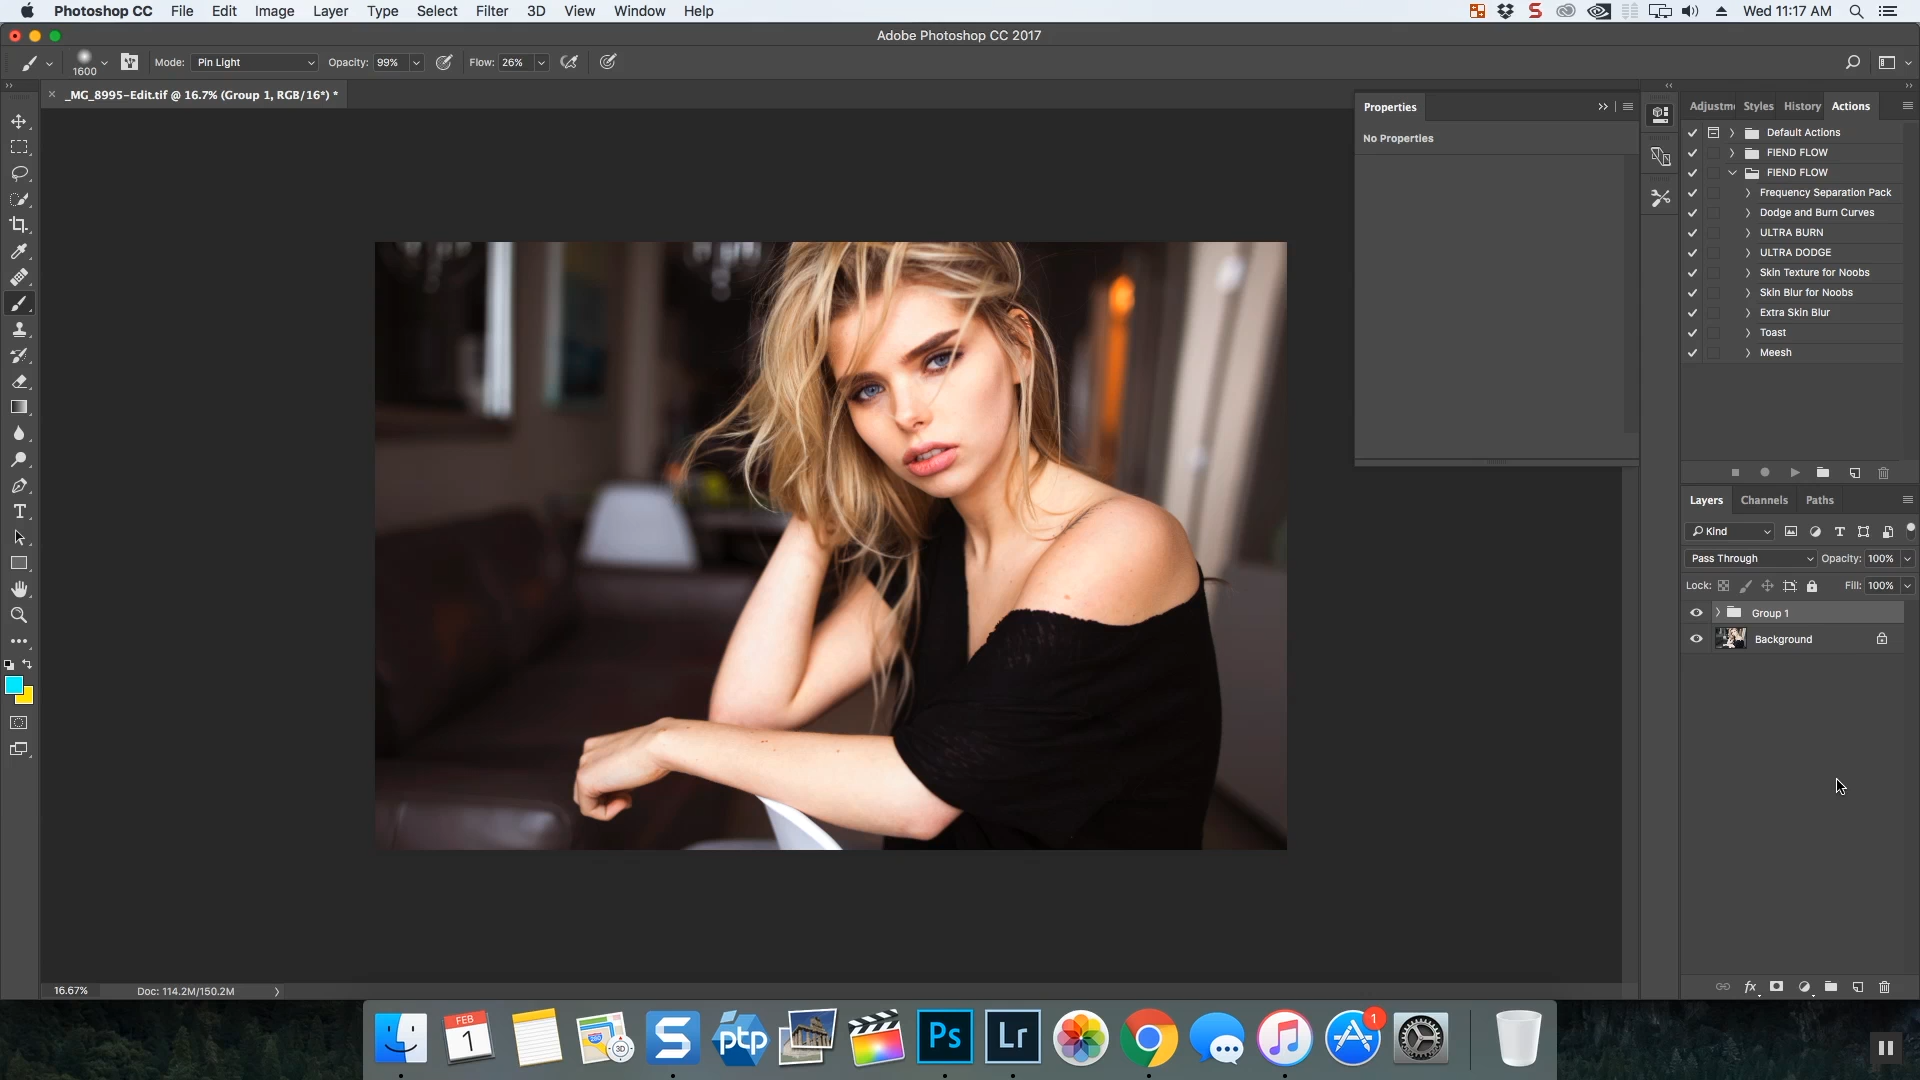 Photoshop CC File Edit Image Layer Type Select Filter 3D View Window Help
Wed 11:17 AM
Adobe Photoshop CC 2017
1600
Mode: Pin Light
Opacity: 99%
Flow: 26%
_MG_8995-Edit.tif @ 16.7% (Group 1, RGB/16*) *
Properties
No Properties
Adjustm Styles History Actions
Default Actions
FIEND FLOW
FIEND FLOW
Frequency Separation Pack
Dodge and Burn Curves
ULTRA BURN
ULTRA DODGE
Skin Texture for Noobs
Skin Blur for Noobs
Extra Skin Blur
Toast
Meesh
Layers Channels Paths
Kind
Pass Through Opacity: 100%
Lock: Fill: 100%
Group 1
Background
16.67% Doc: 114.2M/150.2M
FEB
1
280
3D
S
ptp
Ps
Lr
1